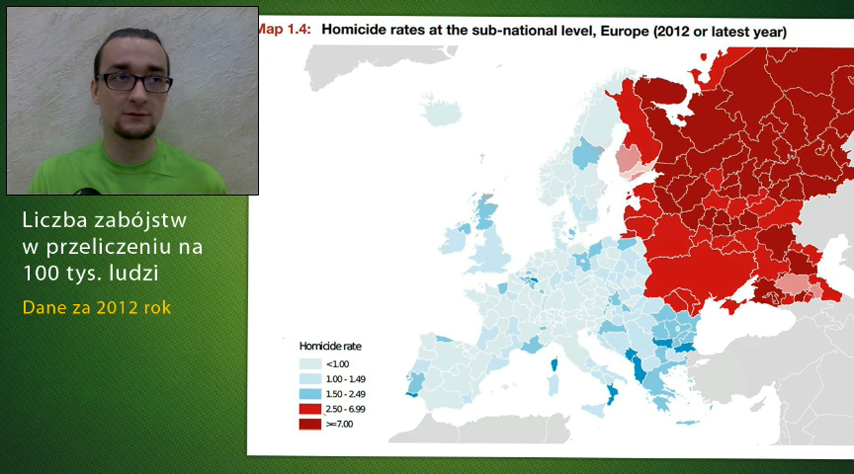 Map 1.4: Homicide rates at the sub-national level, Europe (2012 or latest year)
Liczba zabójstw
w przeliczeniu na
100 tys. ludzi
Dane za 2012 rok
Homicide rate
<1.00
1.00 - 1.49
1.50 - 2.49
2.50 - 6.99
>=7.00